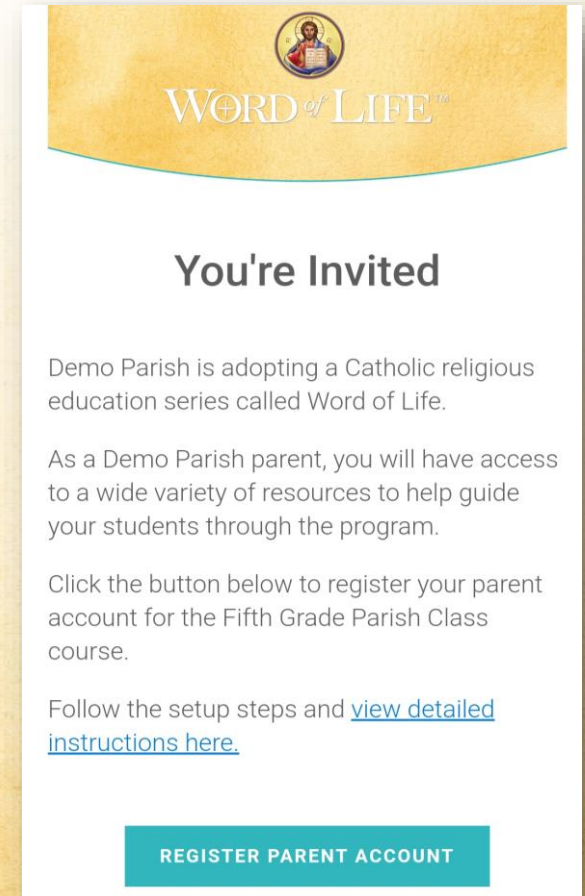 WORD of LIFE™
You're Invited
Demo Parish is adopting a Catholic religious
education series called Word of Life.
As a Demo Parish parent, you will have access
to a wide variety of resources to help guide
your students through the program.
Click the button below to register your parent
account for the Fifth Grade Parish Class
course.
Follow the setup steps and view detailed
instructions here.
REGISTER PARENT ACCOUNT